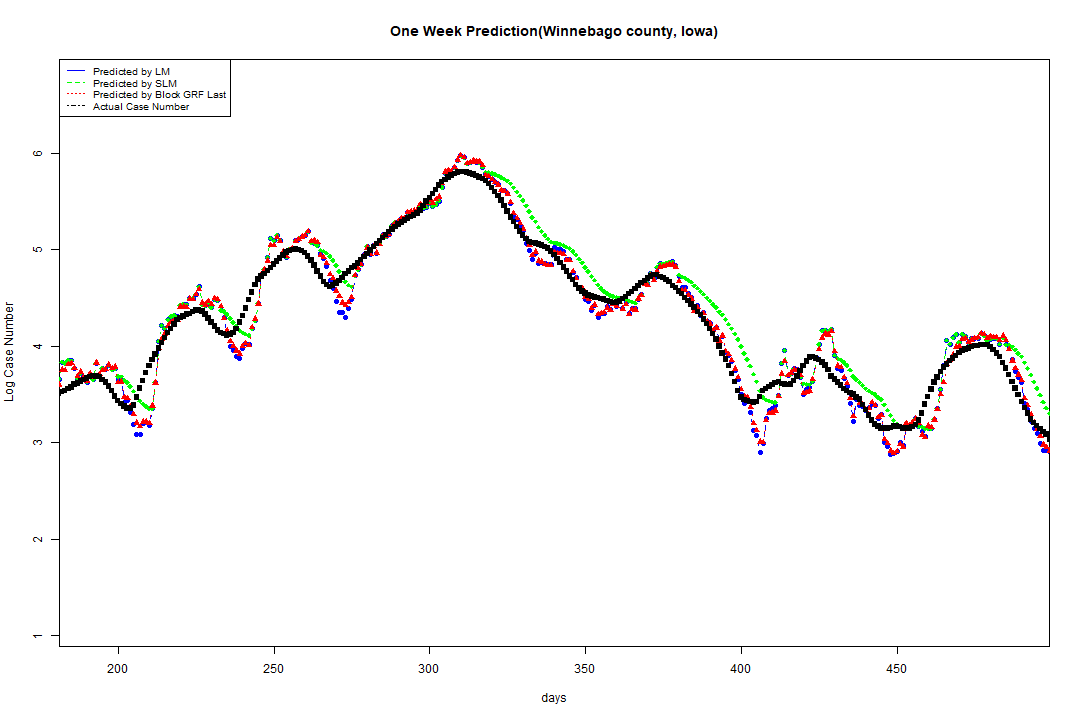 One Week Prediction(Winnebago county, Iowa)
Predicted by LM
Predicted by SLM
Predicted by Block GRF Last
Actual Case Number
6
5
4
3
2
1
Log Case Number
200 250 300 350 400 450
days